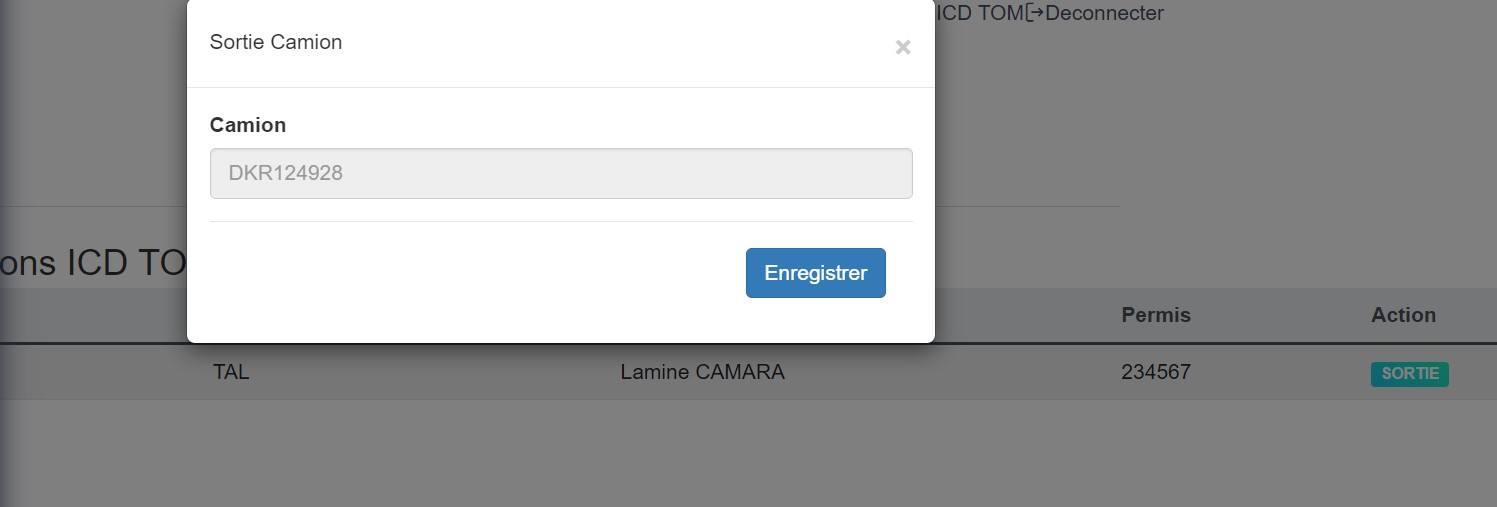 ICD TOM Deconnecter
Sortie Camion
×
Camion
DKR124928
Enregistrer
ons ICD TO
Permis Action
TAL Lamine CAMARA 234567 SORTIE